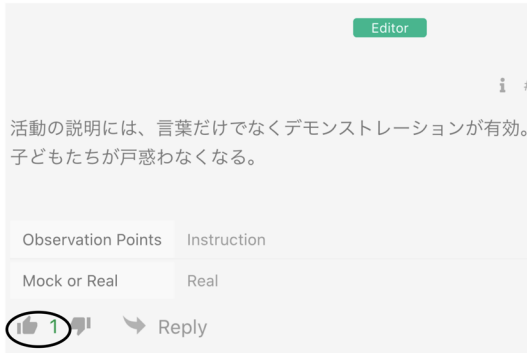 Editor
i #
活動の説明には、言葉だけでなくデモンストレーションが有効。
子どもたちが戸惑わなくなる。
Observation Points Instruction
Mock or Real Real
1 Reply